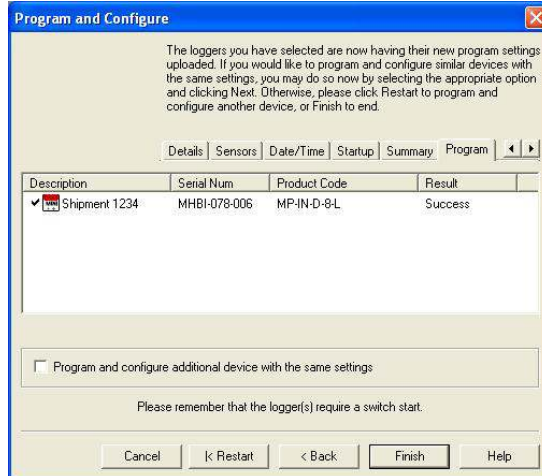 Program and Configure
The loggers you have selected are now having their new program settings
uploaded. If you would like to program and configure similar devices with
the same settings, you may do so now by selecting the appropriate option
and clicking Next. Otherwise, please click Restart to program and
configure another device, or Finish to end.
Details Sensors Date/Time Startup Summary Program
Description Serial Num Product Code Result
Shipment 1234 MHBI-078-006 MP-IN-D-8-L Success
Program and configure additional device with the same settings
Please remember that the logger(s) require a switch start.
Cancel |< Restart < Back Finish Help